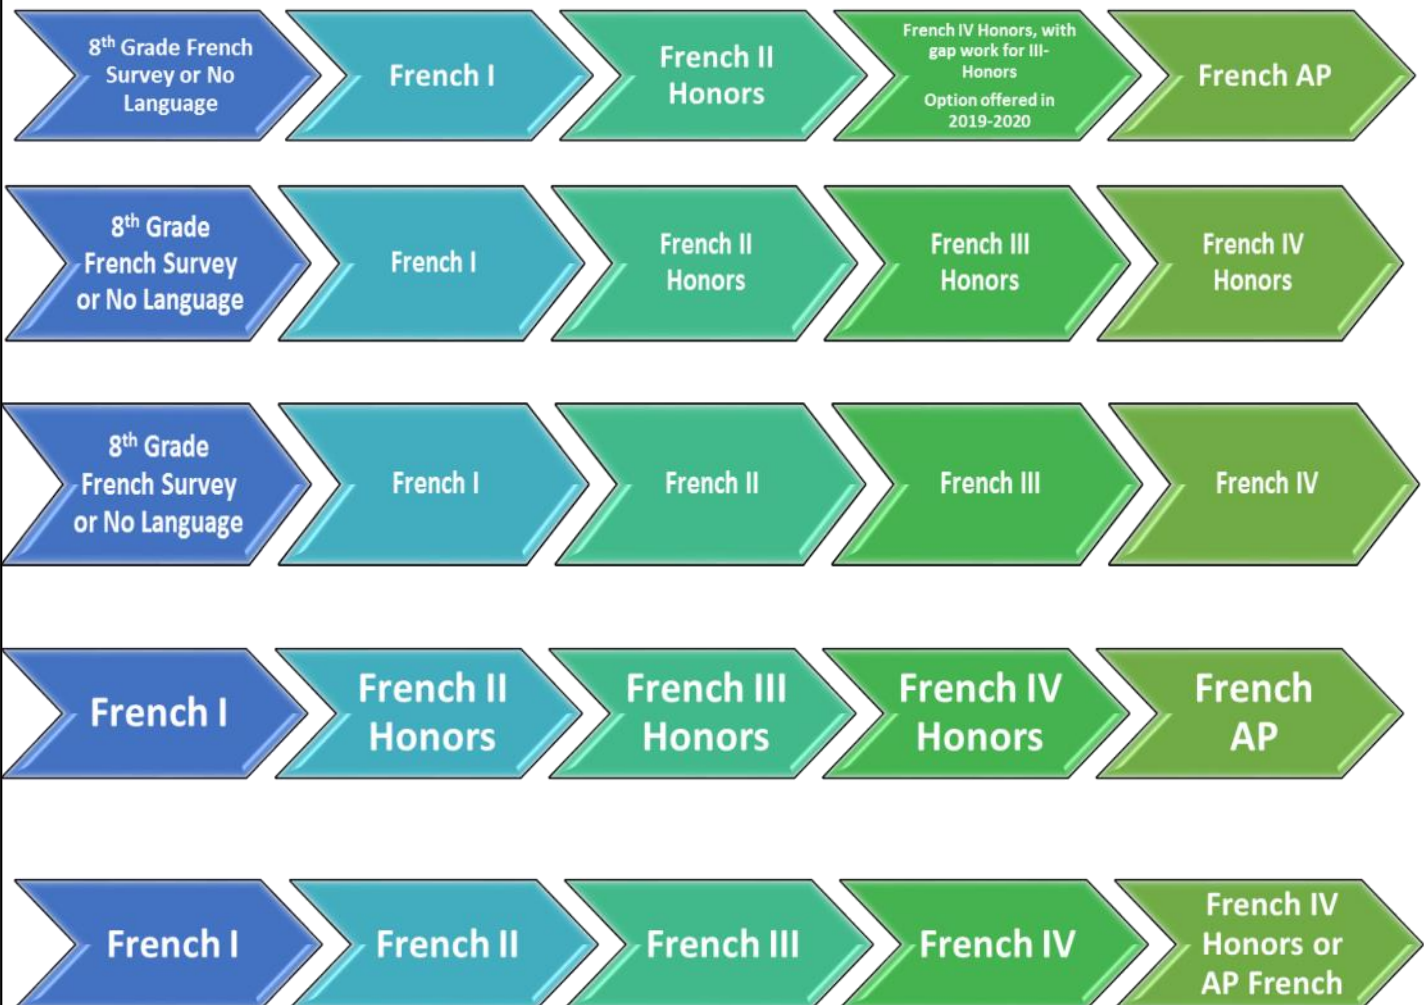 8th Grade French
Survey or No
Language
French I
French II
Honors
French IV Honors, with
gap work for III-
Honors
Option offered in
2019-2020
French AP
8th Grade
French Survey
or No Language
French I
French II
Honors
French III
Honors
French IV
Honors
8th Grade
French Survey
or No Language
French I
French II
French III
French IV
French I
French II
Honors
French III
Honors
French IV
Honors
French
AP
French I
French II
French III
French IV
French IV
Honors or
AP French